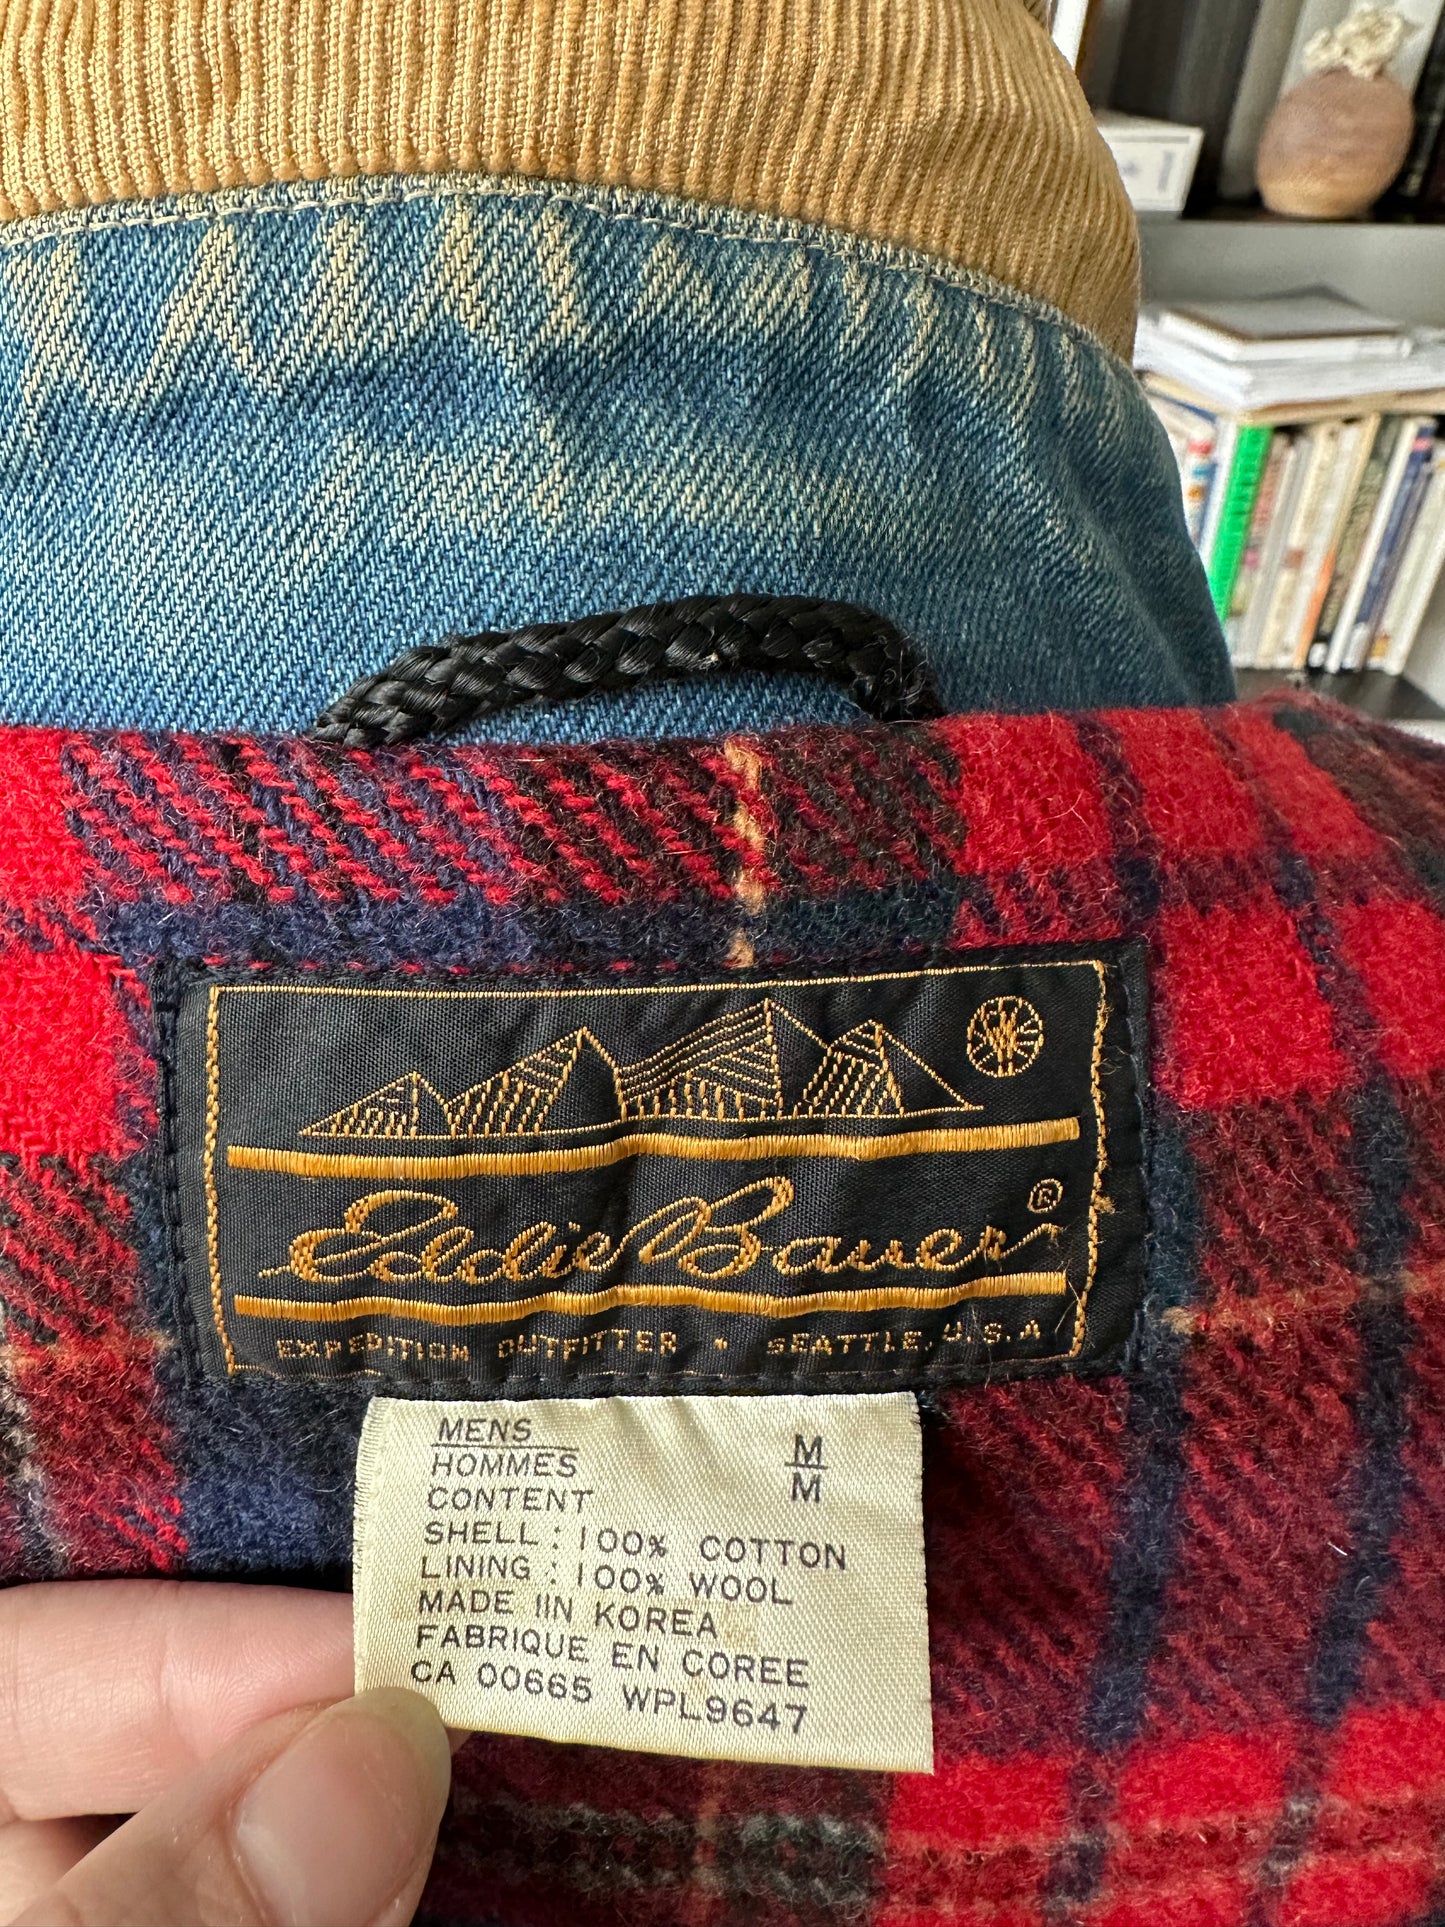 Eddie Bauer ®
EXPEDITION OUTFITTER • SEATTLE, U.S.A
MENS M
HOMMES M
CONTENT
SHELL : 100% COTTON
LINING : 100% WOOL
MADE IIN KOREA
FABRIQUE EN COREE
CA 00665 WPL9647